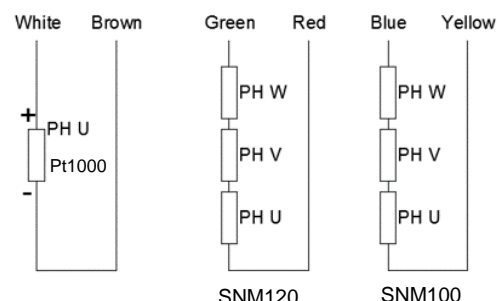 White Brown Green Red Blue Yellow
+
PH U
Pt1000
-
PH W
PH V
PH U
SNM120
PH W
PH V
PH U
SNM100